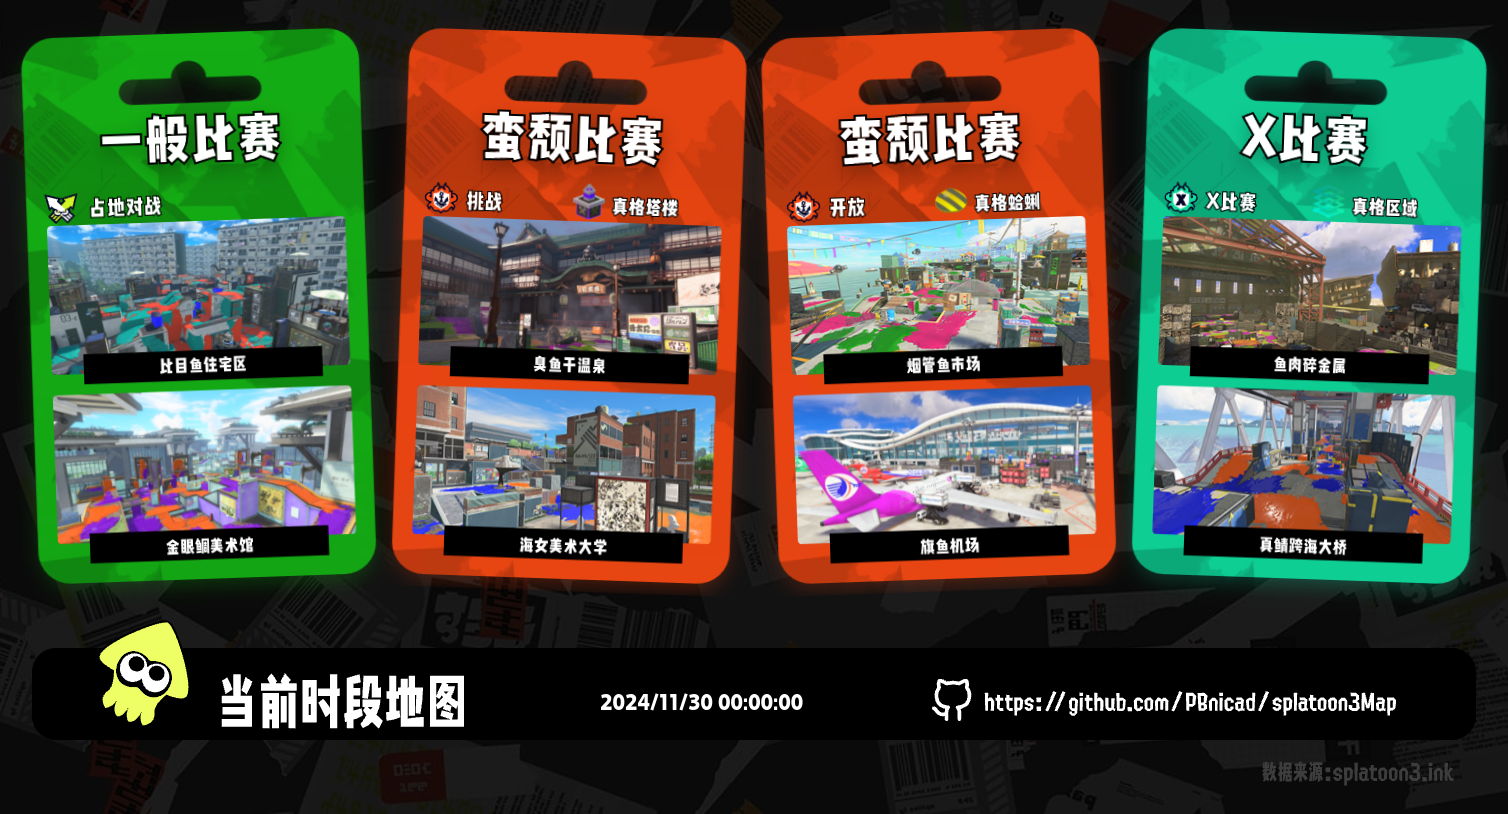 一般比赛
占地对战
比目鱼住宅区
金眼鲷美术馆
蛮颓比赛
挑战
真格塔楼
臭鱼干温泉
海女美术大学
蛮颓比赛
开放
真格蛤蜊
烟管鱼市场
旗鱼机场
X比赛
X比赛
真格区域
鱼肉碎金属
真鲭跨海大桥
当前时段地图
2024/11/30 00:00:00
https://github.com/PBnicad/splatoon3Map
数据来源:splatoon3.ink